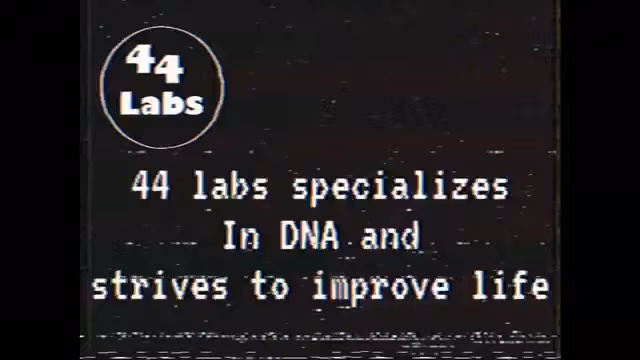 44
Labs
44 labs specializes
In DNA and
strives to improve life